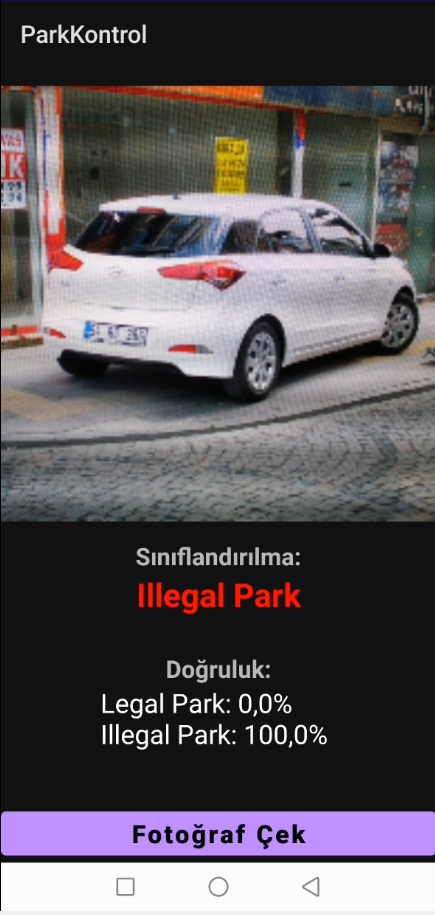 ParkKontrol
Sınıflandırılma:
Illegal Park
Doğruluk:
Legal Park: 0,0%
Illegal Park: 100,0%
Fotoğraf Çek